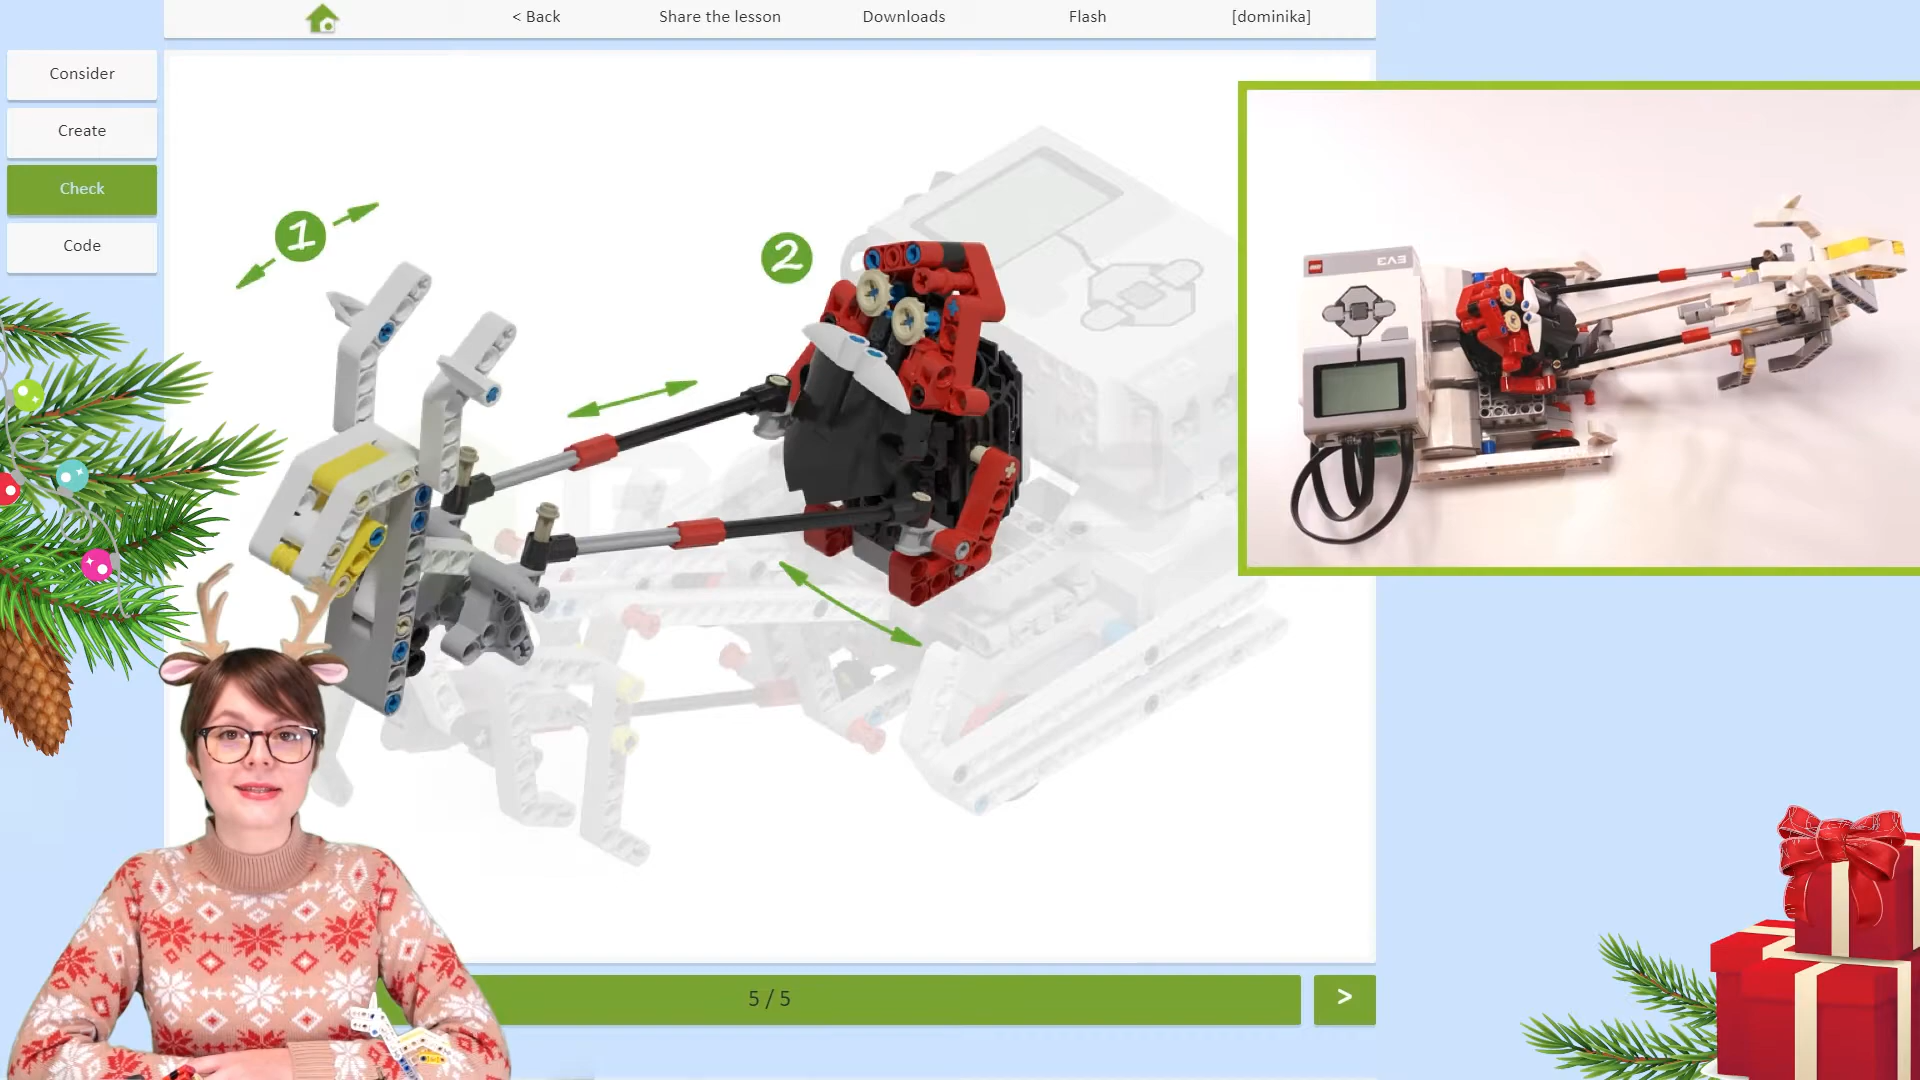 < Back
Share the lesson
Downloads
Flash
[dominika]
Consider
Create
Check
Code
1
2
EV3
5 / 5
>